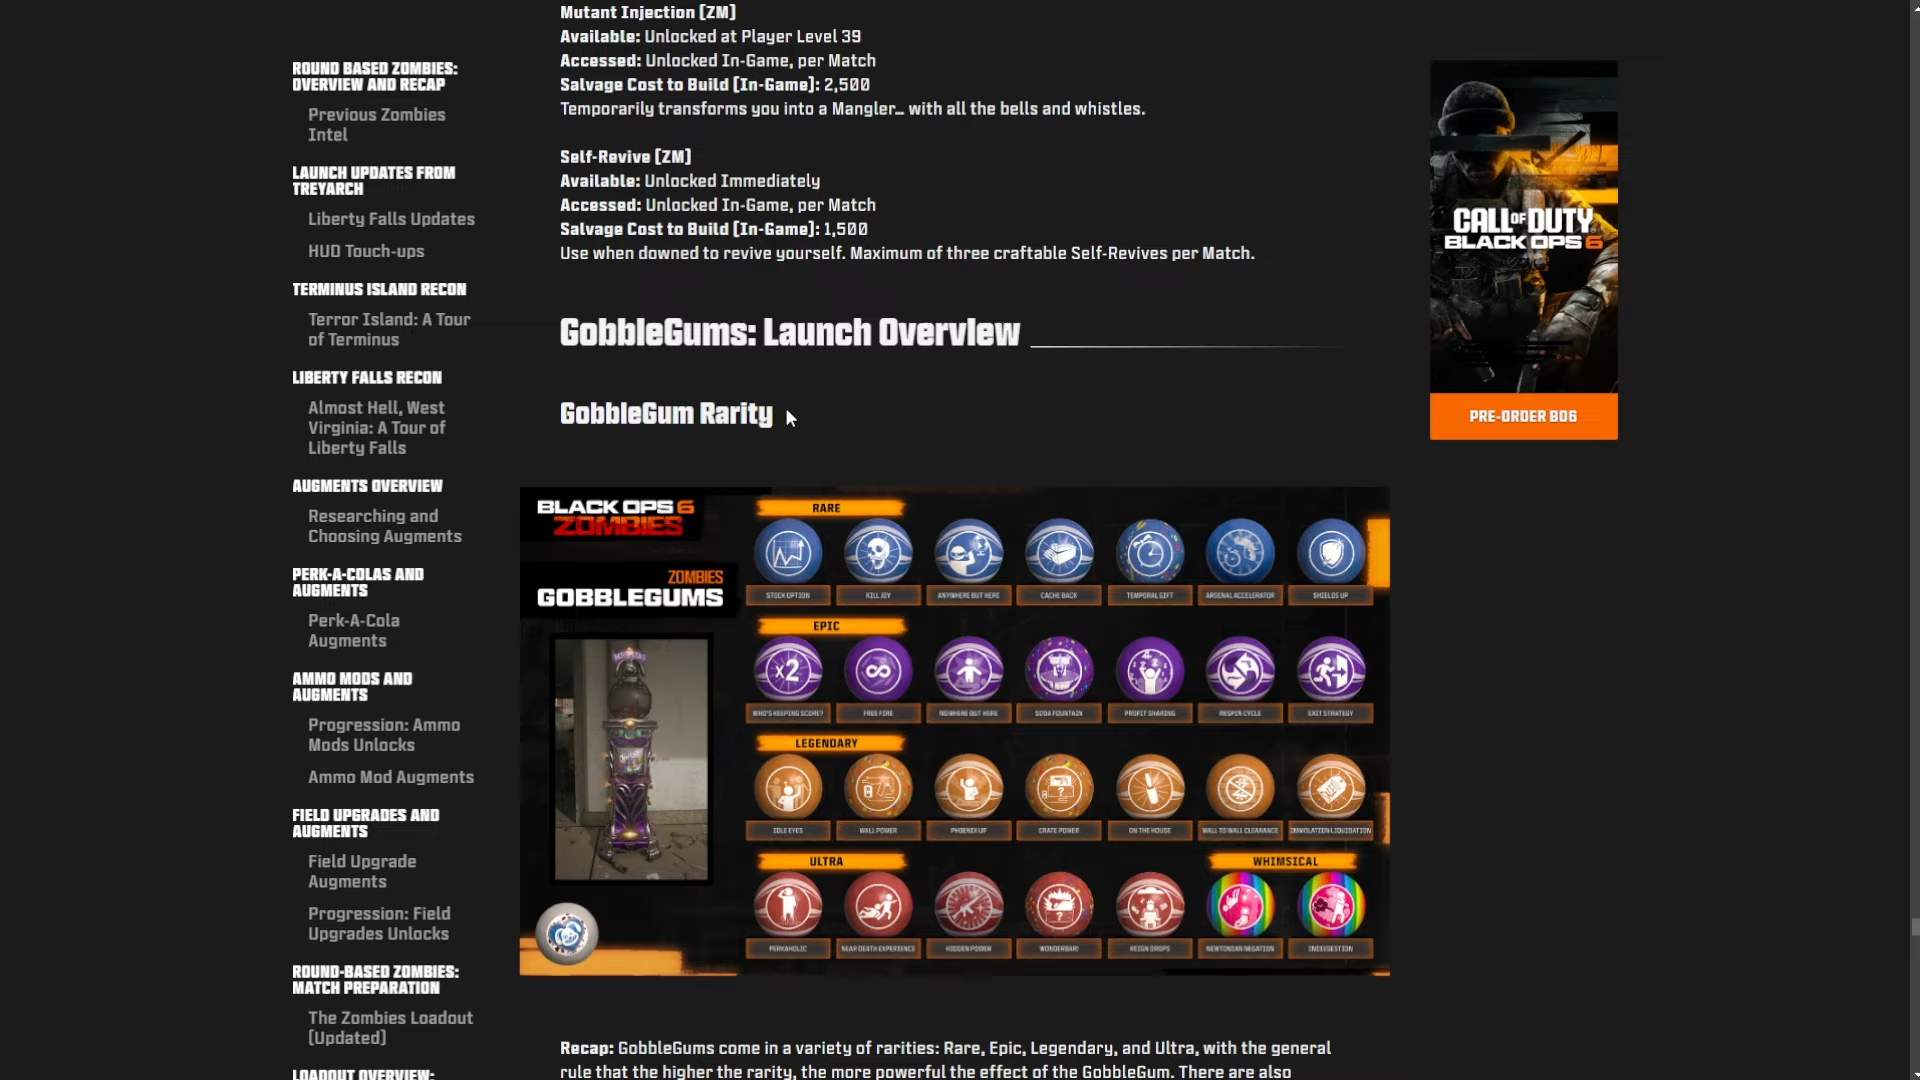 Mutant Injection [ZM]
Available: Unlocked at Player Level 39
Accessed: Unlocked In-Game, per Match
Salvage Cost to Build [In-Game]: 2,500
Temporarily transforms you into a Mangler… with all the bells and whistles.
Self-Revive [ZM]
Available: Unlocked Immediately
Accessed: Unlocked In-Game, per Match
Salvage Cost to Build [In-Game]: 1,500
Use when downed to revive yourself. Maximum of three craftable Self-Revives per Match.
GobbleGums: Launch Overview
GobbleGum Rarity
ROUND BASED ZOMBIES:
OVERVIEW AND RECAP
Previous Zombies
Intel
LAUNCH UPDATES FROM
TREYARCH
Liberty Falls Updates
HUD Touch-ups
TERMINUS ISLAND RECON
Terror Island: A Tour
of Terminus
LIBERTY FALLS RECON
Almost Hell, West
Virginia: A Tour of
Liberty Falls
AUGMENTS OVERVIEW
Researching and
Choosing Augments
PERK-A-COLAS AND
AUGMENTS
Perk-A-Cola
Augments
AMMO MODS AND
AUGMENTS
Progression: Ammo
Mods Unlocks
Ammo Mod Augments
FIELD UPGRADES AND
AUGMENTS
Field Upgrade
Augments
Progression: Field
Upgrades Unlocks
ROUND-BASED ZOMBIES:
MATCH PREPARATION
The Zombies Loadout
[Updated]
LOADOUT OVERVIEW:
CALL OF DUTY
BLACK OPS 6
PRE-ORDER BO6
BLACK OPS 6
ZOMBIES
ZOMBIES
GOBBLEGUMS
RARE
STOCK OPTION KILL JOY ANYWHERE BUT HERE CACHE BACK TEMPORAL GIFT ARSENAL ACCELERATOR SHIELDS UP
EPIC
x2
WHO'S KEEPING SCORE? FREE FIRE NOWHERE BUT HERE SODA FOUNTAIN PROFIT SHARING RESPIN CYCLE EXIT STRATEGY
LEGENDARY
IDLE EYES WALL POWER PHOENIX UP CRATE POWER ON THE HOUSE WALL TO WALL CLEARANCE IMMOLATION LIQUIDATION
ULTRA WHIMSICAL
PERKAHOLIC NEAR DEATH EXPERIENCE HIDDEN POWER WONDERBAR! REIGN DROPS NEWTONIAN NEGATION INDIEGESTION
Recap: GobbleGums come in a variety of rarities: Rare, Epic, Legendary, and Ultra, with the general
rule that the higher the rarity, the more powerful the effect of the GobbleGum. There are also